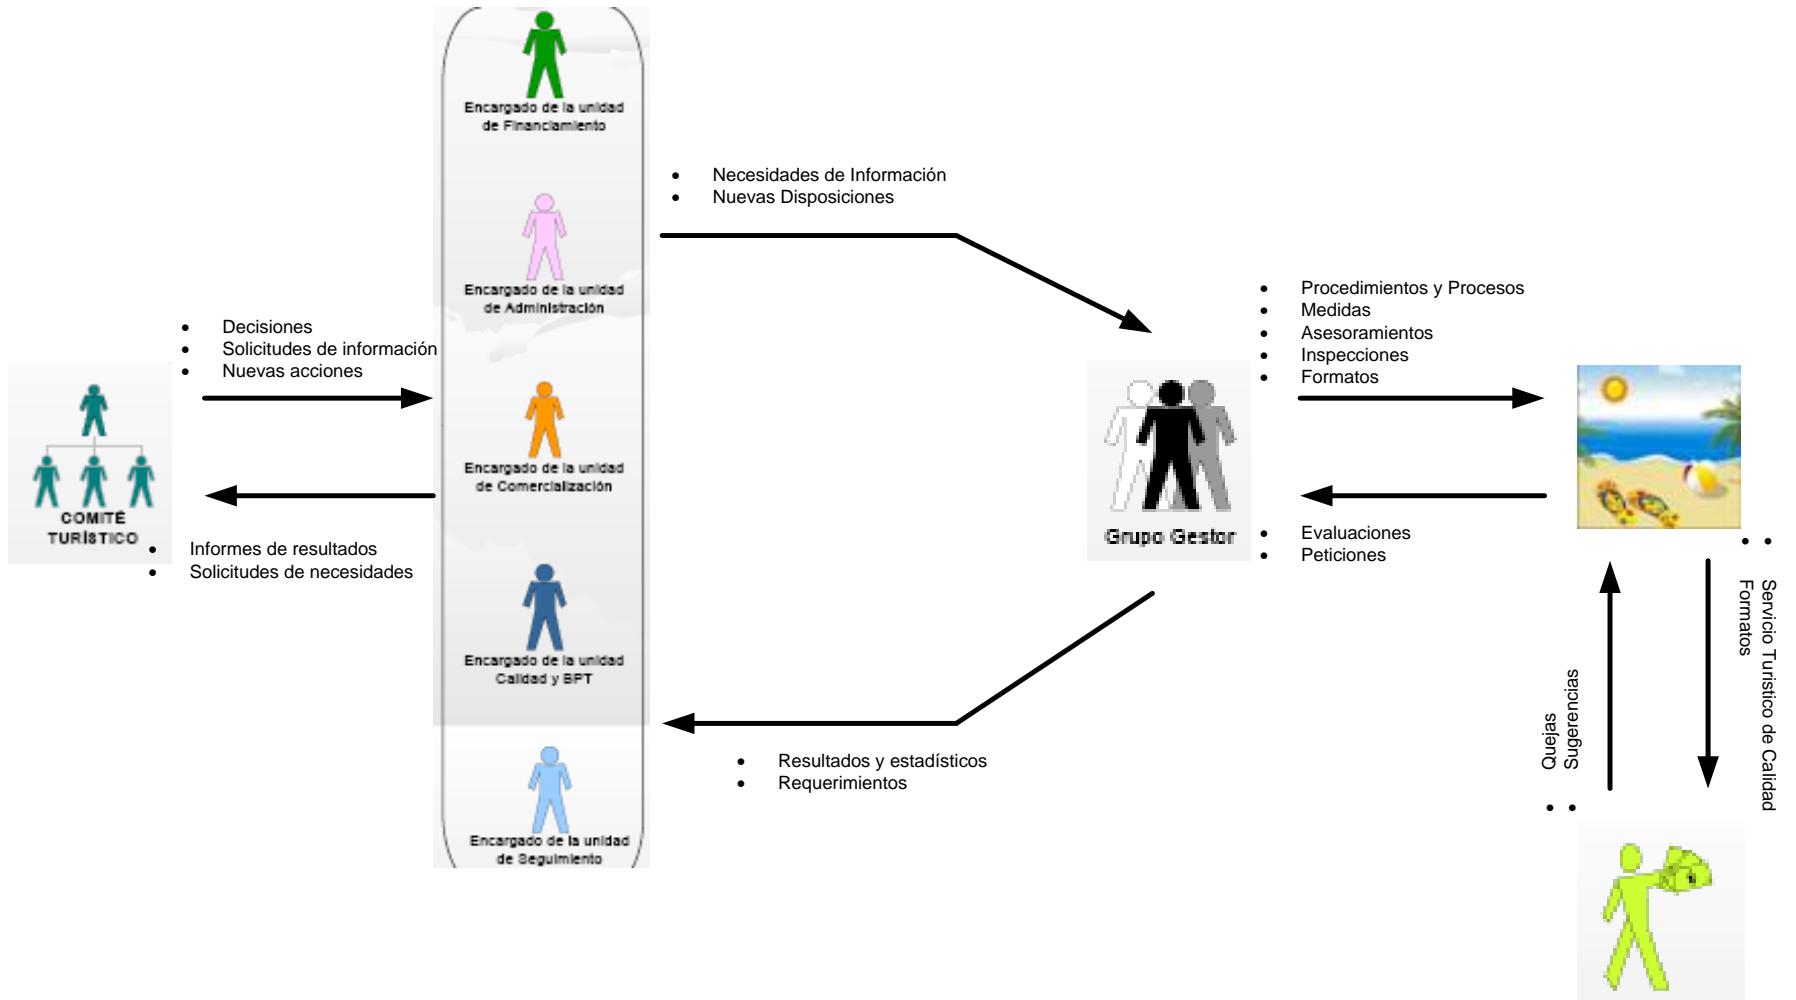 Encargado de la unidad
de Financiamiento
• Necesidades de Información
• Nuevas Disposiciones
Encargado de la unidad
de Administración
• Procedimientos y Procesos
• Medidas
• Asesoramientos
• Inspecciones
• Formatos
• Decisiones
• Solicitudes de información
• Nuevas acciones
Encargado de la unidad
de Comercialización
COMITÉ
TURÍSTICO
Grupo Gestor
• Evaluaciones
• Peticiones
• Informes de resultados
• Solicitudes de necesidades
Encargado de la unidad
Calidad y BPT
• Servicio Turistico de Calidad
• Formatos
• Quejas
• Sugerencias
• Resultados y estadísticos
• Requerimientos
Encargado de la unidad
de Seguimiento